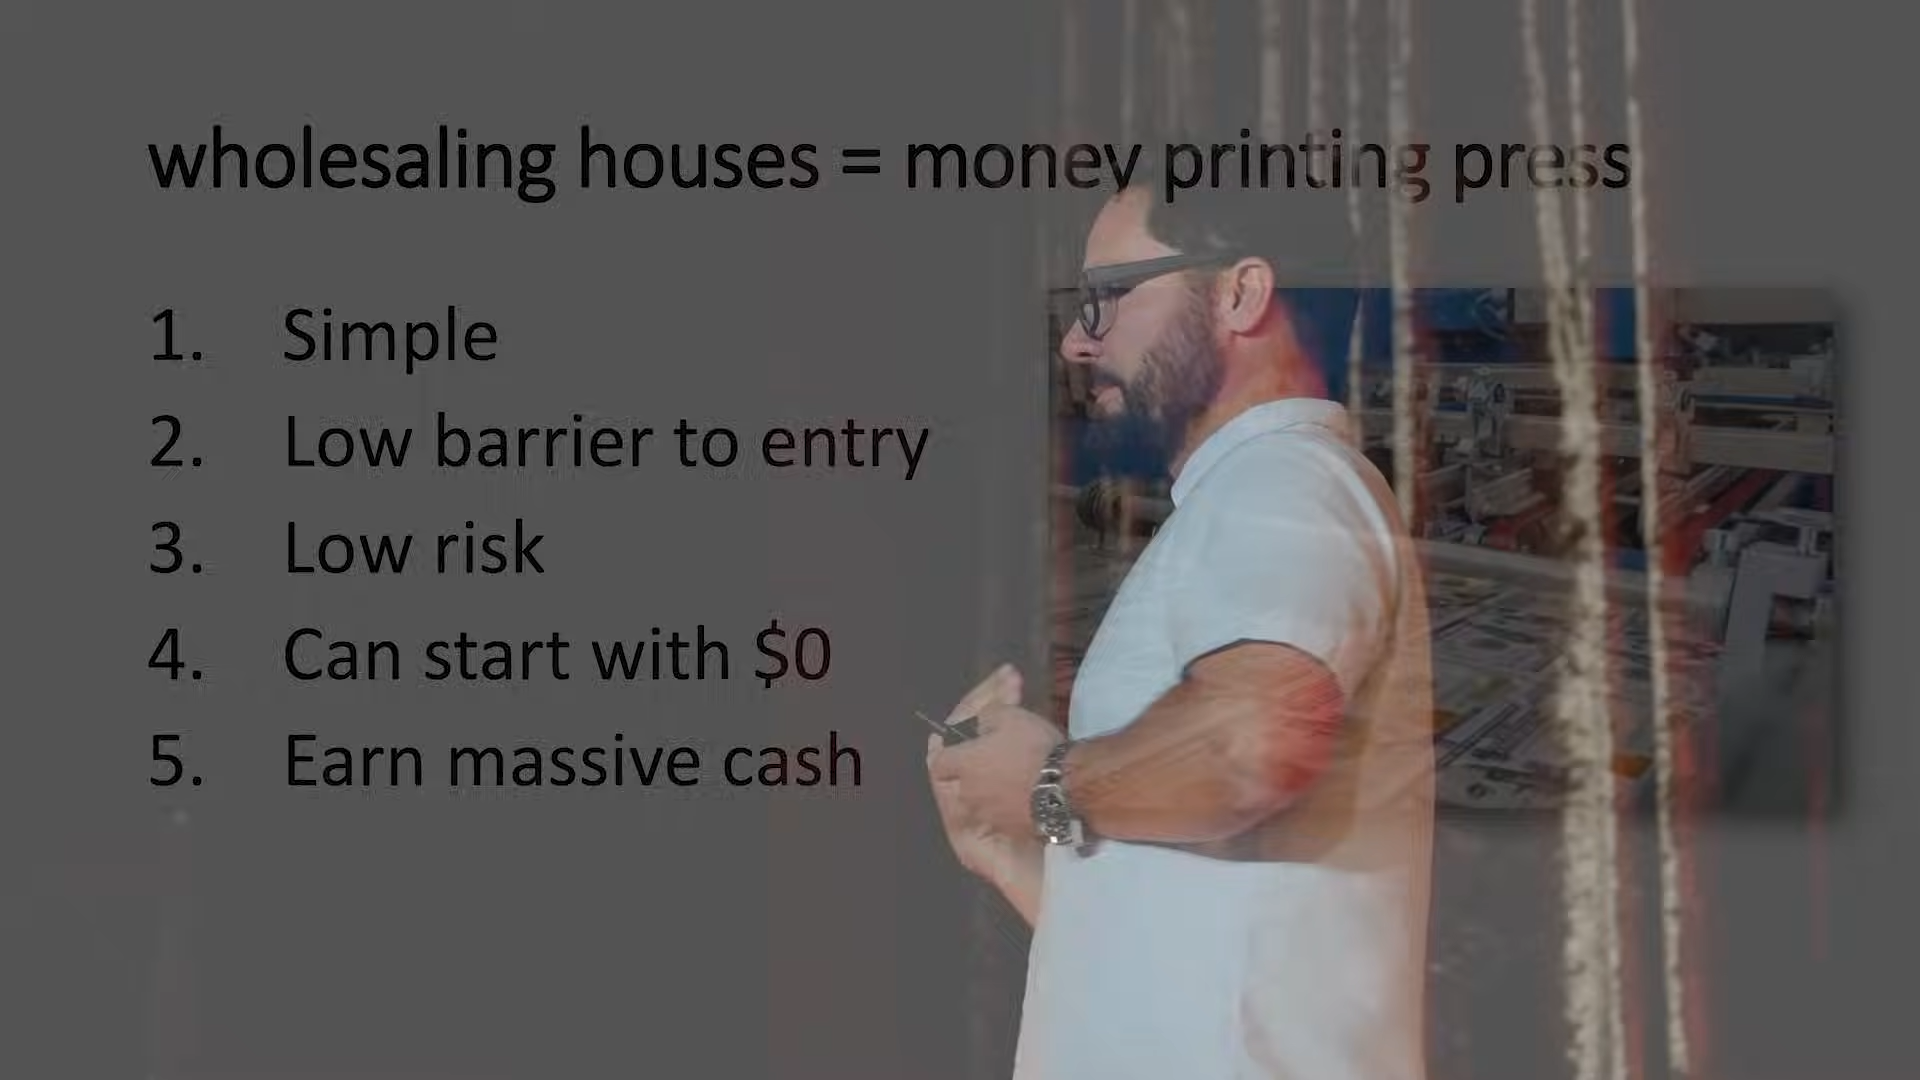 wholesaling houses = money printing press
1. Simple
2. Low barrier to entry
3. Low risk
4. Can start with $0
5. Earn massive cash